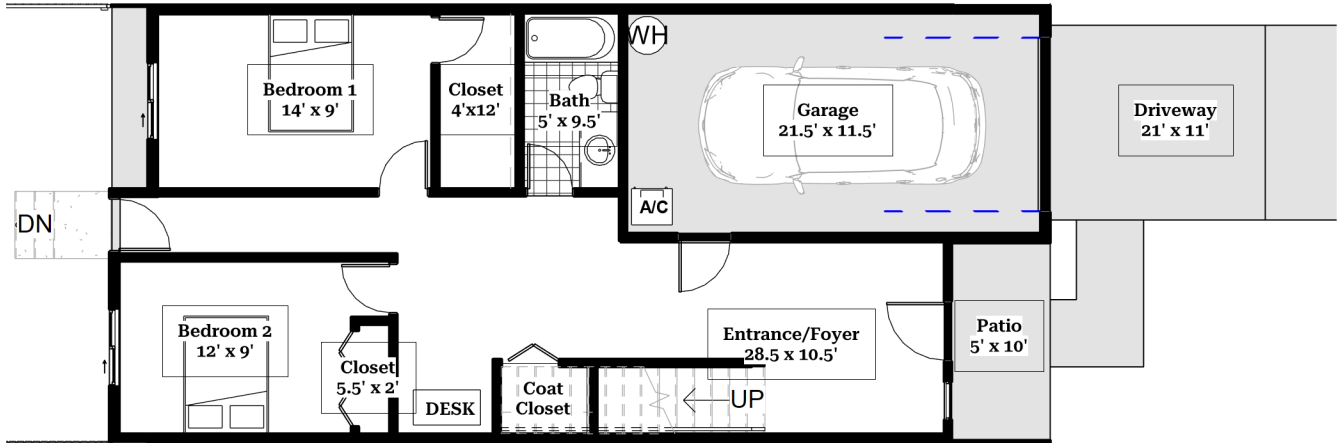 Bedroom 1
14' x 9'
Closet
4'x12'
Bath
5' x 9.5'
WH
Garage
21.5' x 11.5'
Driveway
21' x 11'
A/C
DN
Bedroom 2
12' x 9'
Closet
5.5' x 2'
DESK
Coat
Closet
UP
Entrance/Foyer
28.5 x 10.5'
Patio
5' x 10'